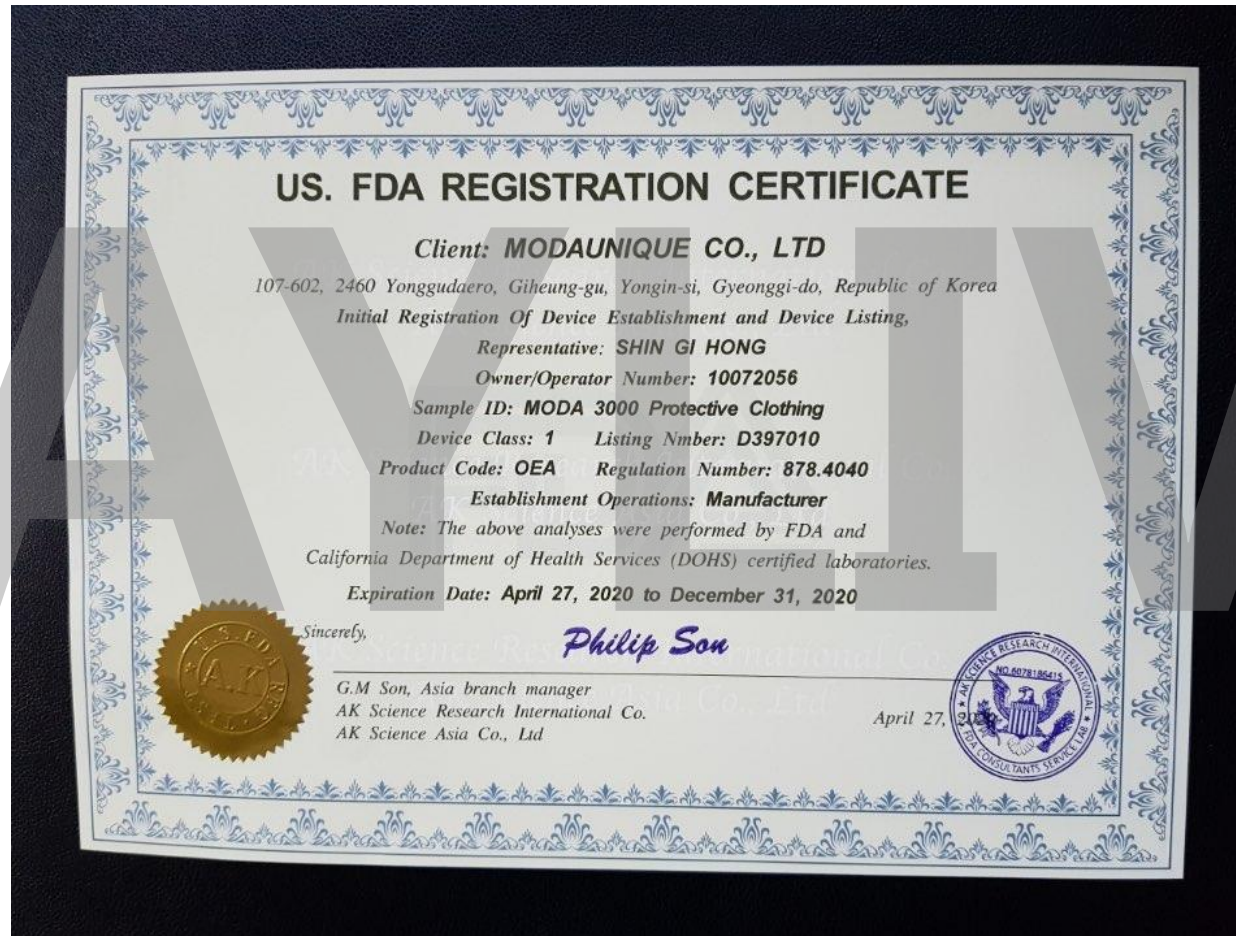 US. FDA REGISTRATION CERTIFICATE
Client: MODAUNIQUE CO., LTD
107-602, 2460 Yonggudaero, Giheung-gu, Yongin-si, Gyeonggi-do, Republic of Korea
Initial Registration Of Device Establishment and Device Listing,
Representative: SHIN GI HONG
Owner/Operator Number: 10072056
Sample ID: MODA 3000 Protective Clothing
Device Class: 1 Listing Nmber: D397010
Product Code: OEA Regulation Number: 878.4040
Establishment Operations: Manufacturer
Note: The above analyses were performed by FDA and
California Department of Health Services (DOHS) certified laboratories.
Expiration Date: April 27, 2020 to December 31, 2020
Sincerely,
Philip Son
G.M Son, Asia branch manager
AK Science Research International Co.
AK Science Asia Co., Ltd
April 27,
U.S.FDA
A.K
AK SCIENCE RESEARCH INTERNATIONAL
NO.6078186415
FDA CONSULTANTS SERVICE LAB